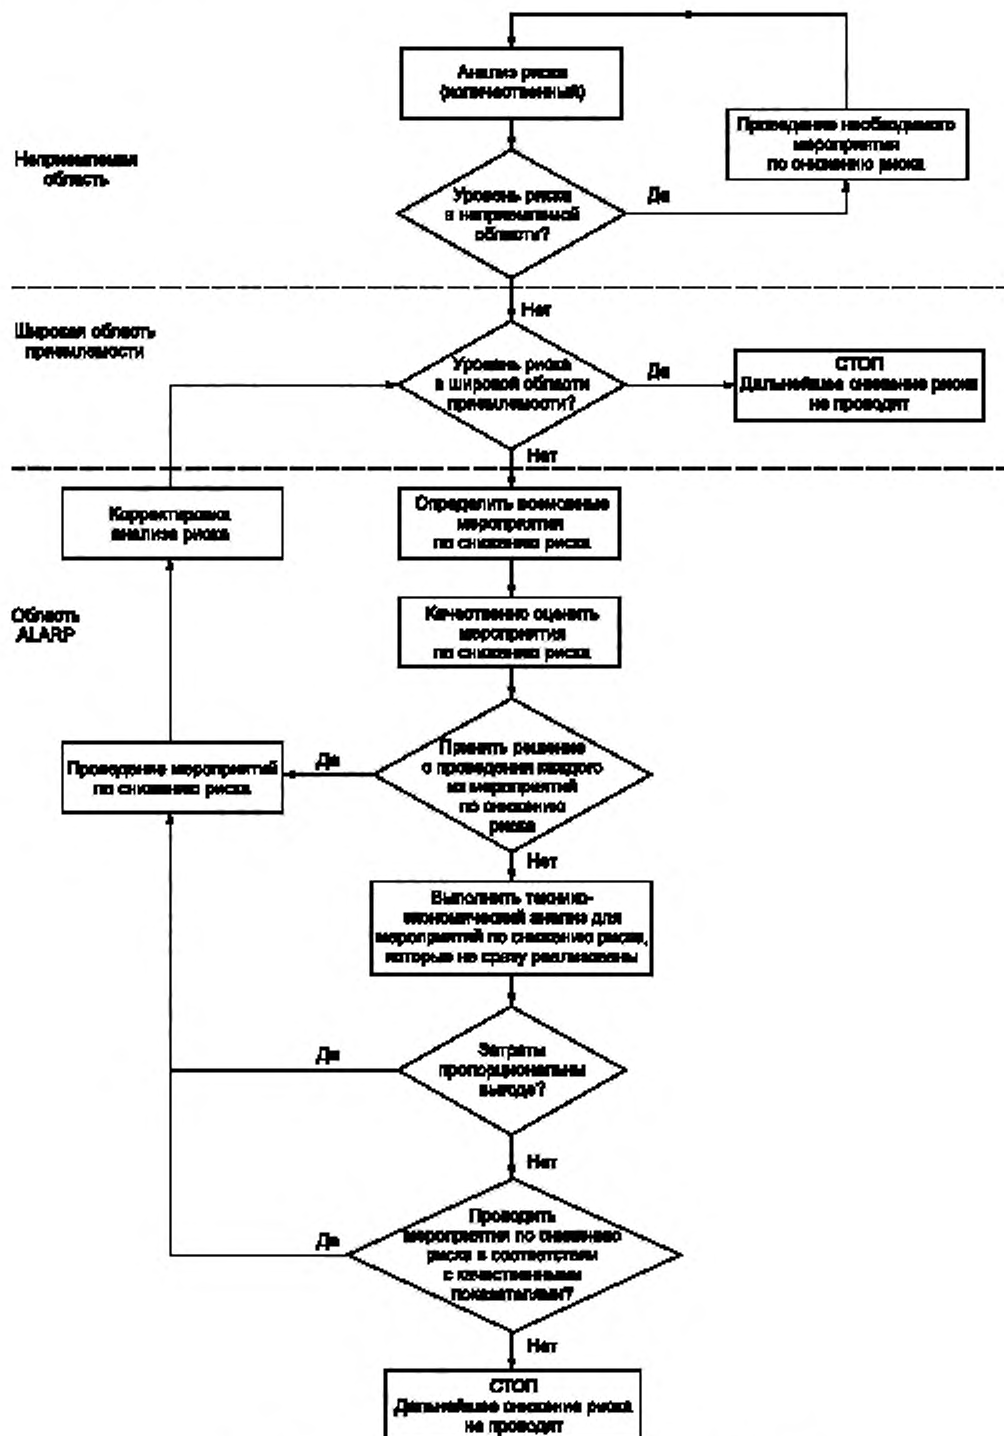 Анализ риска
(количественный)
Проведение необходимого
мероприятия
по снижению риска
Неприемлемая
область
Уровень риска
в неприемлемой
области?
Да
Нет
Широкая область
приемлемости
Уровень риска
в широкой области
приемлемости?
Да
СТОП
Дальнейшее снижение риска
не проводят
Нет
Корректировка
анализа риска
Определить возможные
мероприятия
по снижению риска
Область
ALARP
Качественно оценить
мероприятия
по снижению риска
Проведение мероприятий
по снижению риска
Да
Принять решение
о проведения каждого
из мероприятий
по снижению
риска
Нет
Выполнить технико-
экономический анализ для
мероприятий по снижению риска,
которые не сразу реализованы
Да
Затраты
пропорциональны
выгоде?
Нет
Да
Проводить
мероприятия по снижению
риска в соответствии
с качественными
показателями?
Нет
СТОП
Дальнейшее снижение риска
не проводят